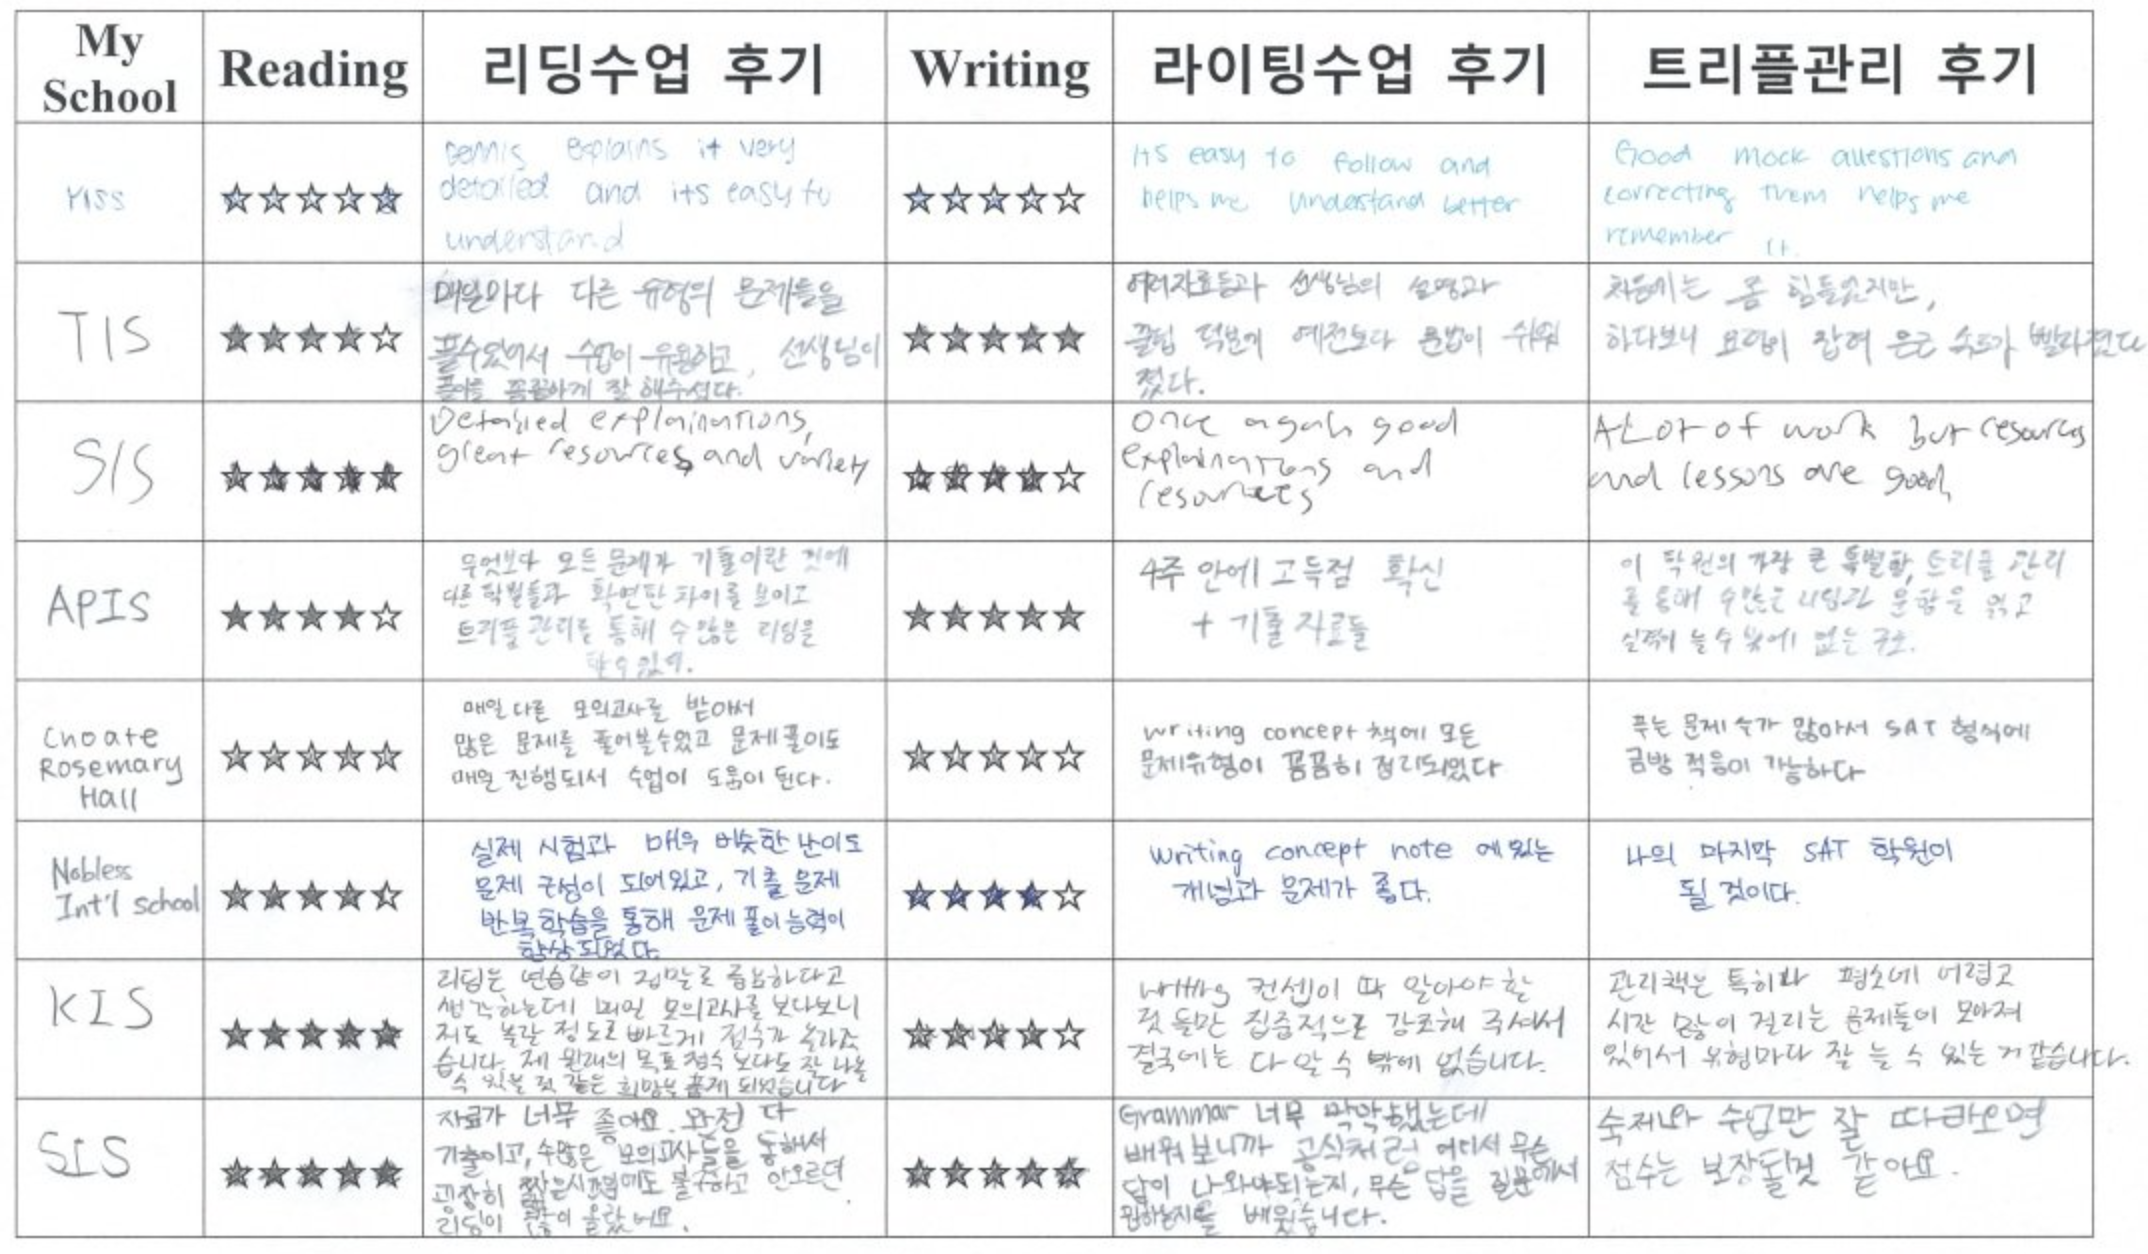 My School
Reading
리딩수업 후기
Writing
라이팅수업 후기
트리플관리 후기
YISS
☆☆☆☆★
Dennis explains it very
detailed and its easy to
understand
★★★★☆
its easy to follow and
helps me understand better
Good mock questions and
correcting them helps me
remember it.
TIS
★★★★☆
매일마다 다른 유형의 문제들을
풀수있어서 수업이 유용하고, 선생님이
풀이를 꼼꼼하게 잘 해주셨다.
★★★★★
여러자료들과 선생님의 설명과
꿀팁 덕분에 예전보다 문법이 쉬워
졌다.
처음에는 좀 힘들었지만,
하다보니 요령이 잡혀 은근 속도가 빨라졌다
SIS
★★★★★
Detailed explainations,
great resources, and variety
★★★★☆
Once again good
explainations and
resources
A Lot of work but resources
and lessons are good,
APIS
★★★★☆
무엇보다 모든 문제가 기출이란 것에
다른 학원들과 확연한 차이를 보이고
트리플 관리를 통해 수많은 리딩을
할 수 있다.
★★★★★
4주 안에 고득점 확신
+ 기출 자료들
이 학원의 가장 큰 특별함, 트리플 관리
를 통해 수많은 리딩과 문법을 읽고
실력이 늘 수 밖에 없는 구조.
Choate
Rosemary
Hall
★★★★★
매일 다른 모의고사를 받아서
많은 문제를 풀어볼수있고 문제풀이도
매일 진행되서 수업이 도움이 된다.
★★★★☆
writing concept 책에 모든
문제유형이 꼼꼼히 정리되었다
푸는 문제 수가 많아서 SAT 형식에
금방 적응이 가능하다
Nobless
Int'l school
★★★★☆
실제 시험과 매우 비슷한 난이도
문제 구성이 되어있고, 기출 문제
반복학습을 통해 문제 풀이 능력이
향상되었다.
★★★★☆
Writing concept note 에 있는
개념과 문제가 좋다.
나의 마지막 SAT 학원이
될 것이다.
KIS
★★★★★
리딩은 연습량이 정말로 중요하다고
생각하는데 매일 모의고사를 보다보니
저도 놀랄 정도로 빠르게 점수가 올라갔
습니다. 제 원래의 목표 점수 보다도 잘 나올
수 있을 것 같은 희망을 품게 되었습니다
★★★★☆
writing 컨셉이 딱 알아야 할
것 들만 집중적으로 강조해 주셔서
결국에는 다 알 수 밖에 없습니다.
관리책은 특히나 평소에 어렵고
시간 많이 걸리는 문제들이 모아져
있어서 유형마다 잘 늘 수 있는 거 같습니다.
SIS
★★★★★
자료가 너무 좋아요. 완전 다
기출이고, 수많은 모의고사들을 통해서
굉장히 짧은시간임에도 불구하고 안오르던
리딩이 많이 올랐어요.
★★★★★
Grammar 너무 막막했는데
배워보니까 공식처럼 어디서 무슨
답이 나와야되는지, 무슨 답을 질문에서
원하는지를 배웠습니다.
숙제와 수업만 잘 따라오면
점수는 보장될것 같아요.